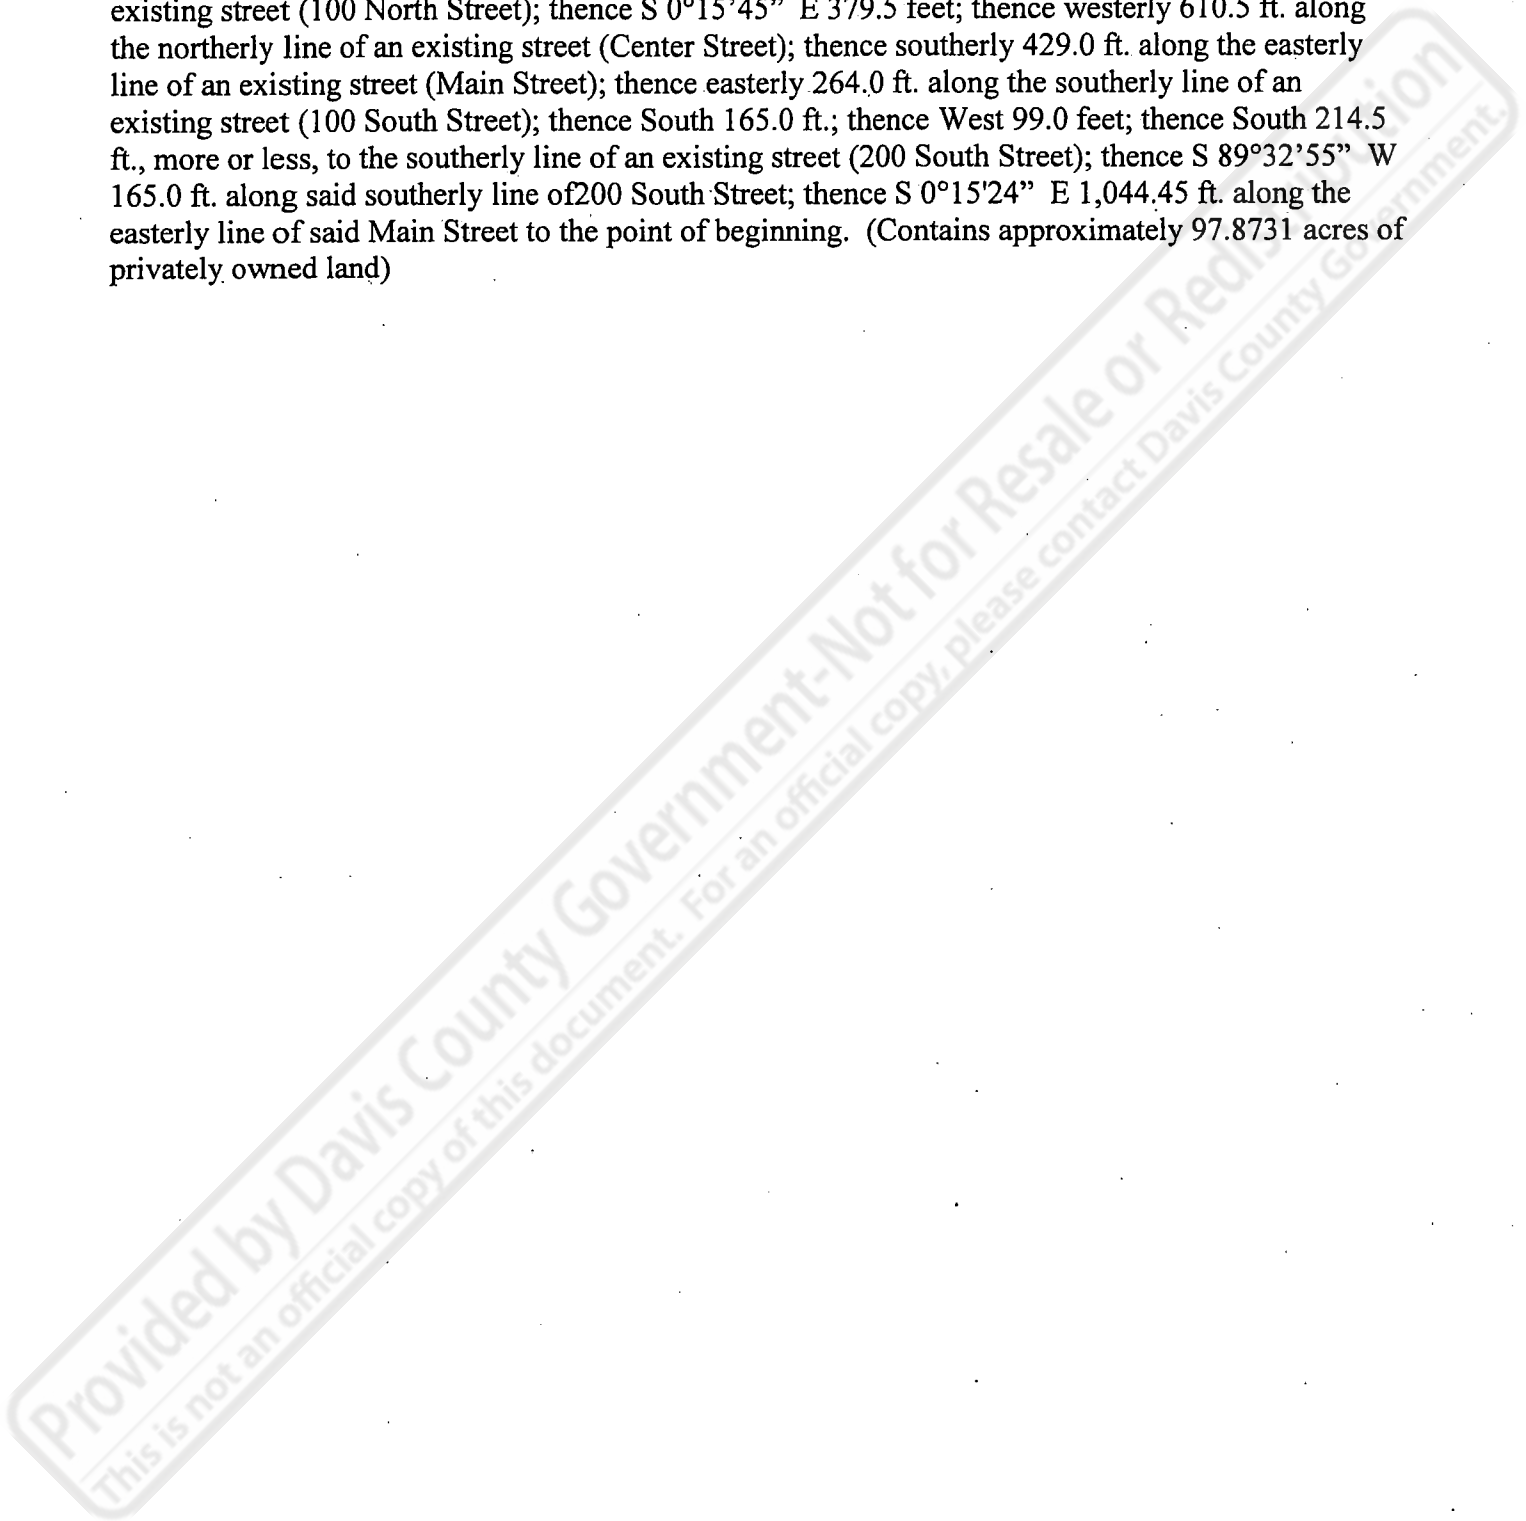 existing street (100 North Street); thence S 0°15’45” E 379.5 feet; thence westerly 610.5 ft. along
the northerly line of an existing street (Center Street); thence southerly 429.0 ft. along the easterly
line of an existing street (Main Street); thence easterly 264.0 ft. along the southerly line of an
existing street (100 South Street); thence South 165.0 ft.; thence West 99.0 feet; thence South 214.5
ft., more or less, to the southerly line of an existing street (200 South Street); thence S 89°32’55” W
165.0 ft. along said southerly line of200 South Street; thence S 0°15'24” E 1,044.45 ft. along the
easterly line of said Main Street to the point of beginning. (Contains approximately 97.8731 acres of
privately owned land)
Provided by Davis County Government-Not for Resale or Redistribution
This is not an official copy of this document. For an official copy, please contact Davis County Government.